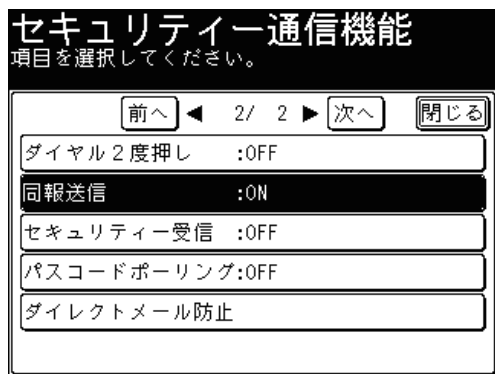 セキュリティー通信機能
項目を選択してください。
前へ ◀ 2/ 2 ▶ 次へ 閉じる
ダイヤル2度押し :OFF
同報送信 :ON
セキュリティー受信 :OFF
パスコードポーリング:OFF
ダイレクトメール防止